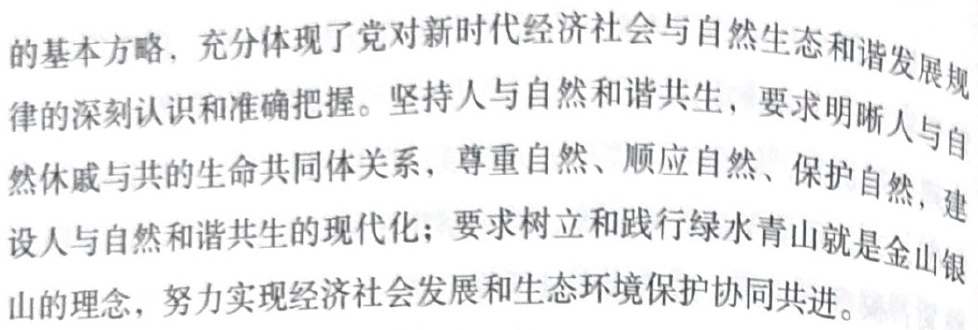 的基本方略，充分体现了党对新时代经济社会与自然生态和谐发展规
律的深刻认识和准确把握。坚持人与自然和谐共生，要求明晰人与自
然休戚与共的生命共同体关系，尊重自然、顺应自然、保护自然，建
设人与自然和谐共生的现代化；要求树立和践行绿水青山就是金山银
山的理念，努力实现经济社会发展和生态环境保护协同共进。